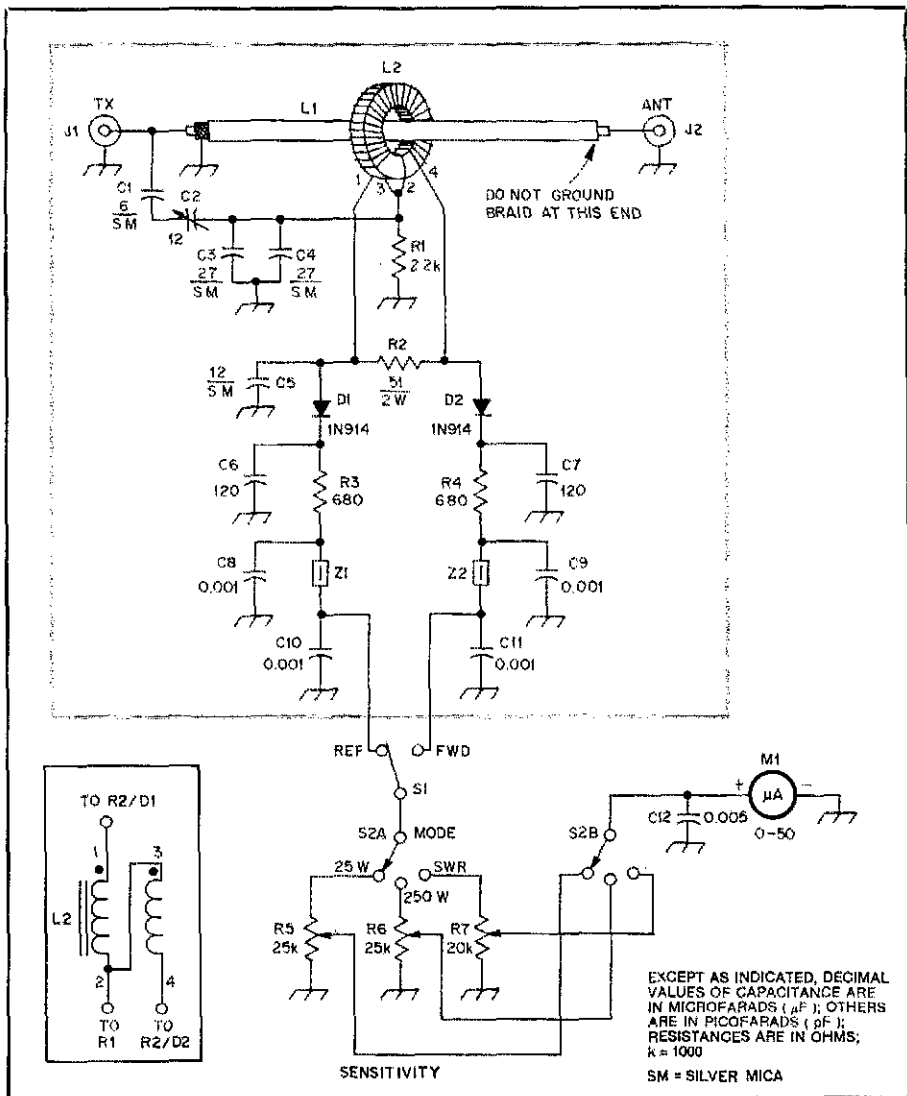 L2
TX
L1
ANT
J1
J2
1
3
2
4
C1
6
SM
C2
12
DO NOT GROUND
BRAID AT THIS END
R1
2.2k
C3
27
SM
C4
27
SM
R2
51
2 W
12
SM
C5
D1
1N914
D2
1N914
C6
120
R3
680
R4
680
C7
120
C8
0.001
Z1
Z2
C9
0.001
C10
0.001
C11
0.001
REF
FWD
S1
S2A
MODE
25 W
250 W
SWR
R5
25k
R6
25k
R7
20k
SENSITIVITY
S2B
M1
+
μA
-
0-50
C12
0.005
TO R2/D1
1
3
L2
2
4
TO
R1
TO
R2/D2
EXCEPT AS INDICATED, DECIMAL
VALUES OF CAPACITANCE ARE
IN MICROFARADS ( μF ); OTHERS
ARE IN PICOFARADS ( pF );
RESISTANCES ARE IN OHMS;
k = 1000
SM = SILVER MICA